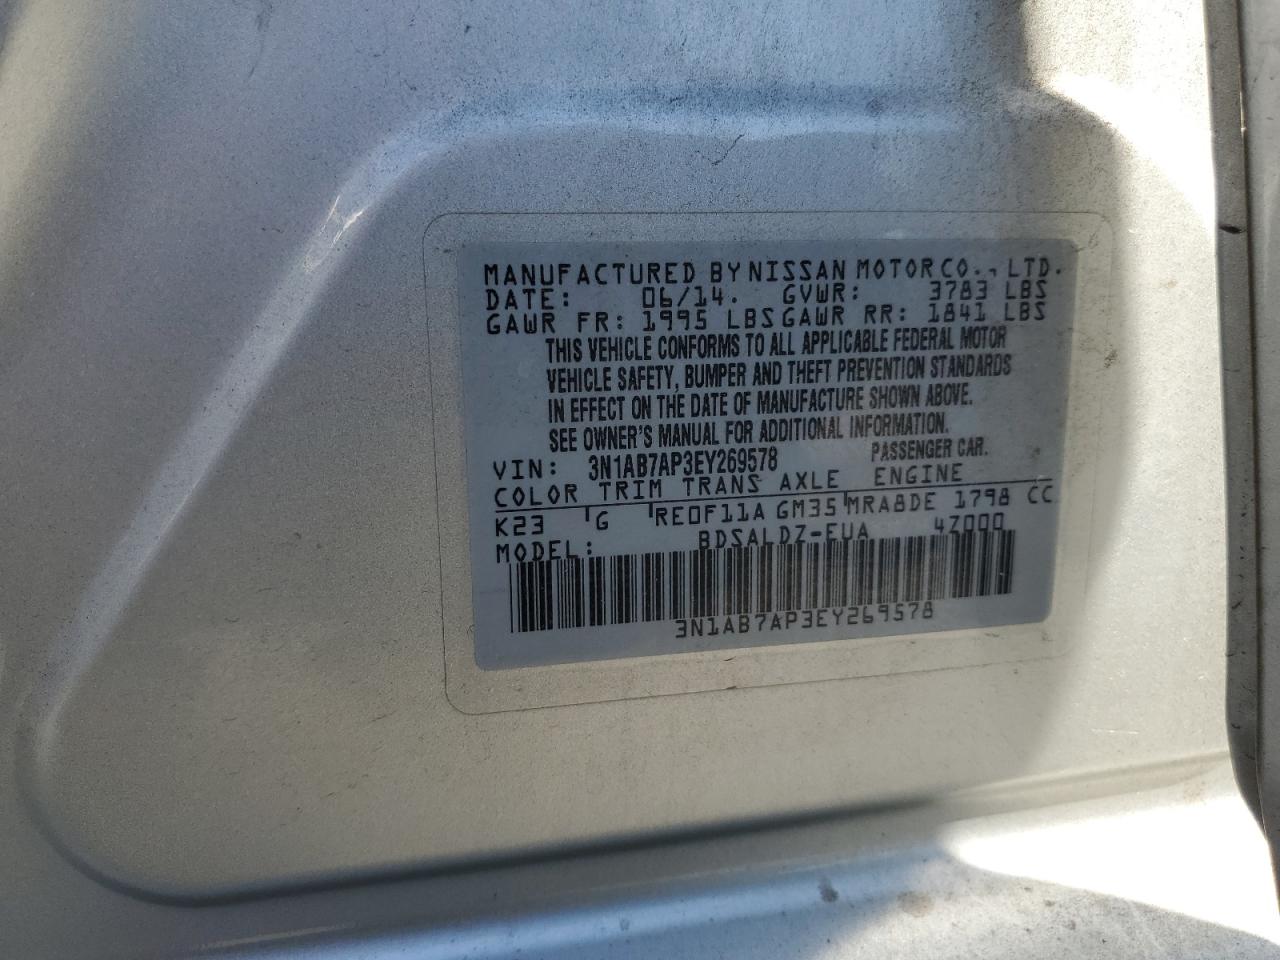 MANUFACTURED BY NISSAN MOTOR CO., LTD.
DATE: 06/14. GVWR: 3783 LBS
GAWR FR: 1995 LBS GAWR RR: 1841 LBS
THIS VEHICLE CONFORMS TO ALL APPLICABLE FEDERAL MOTOR
VEHICLE SAFETY, BUMPER AND THEFT PREVENTION STANDARDS
IN EFFECT ON THE DATE OF MANUFACTURE SHOWN ABOVE.
SEE OWNER'S MANUAL FOR ADDITIONAL INFORMATION.
VIN: 3N1AB7AP3EY269578 PASSENGER CAR.
COLOR TRIM TRANS AXLE ENGINE
K23 G RE0F11A GM35 MRA8DE 1798 CC
MODEL: BDSALDZ-EUA 4Z000
3N1AB7AP3EY269578